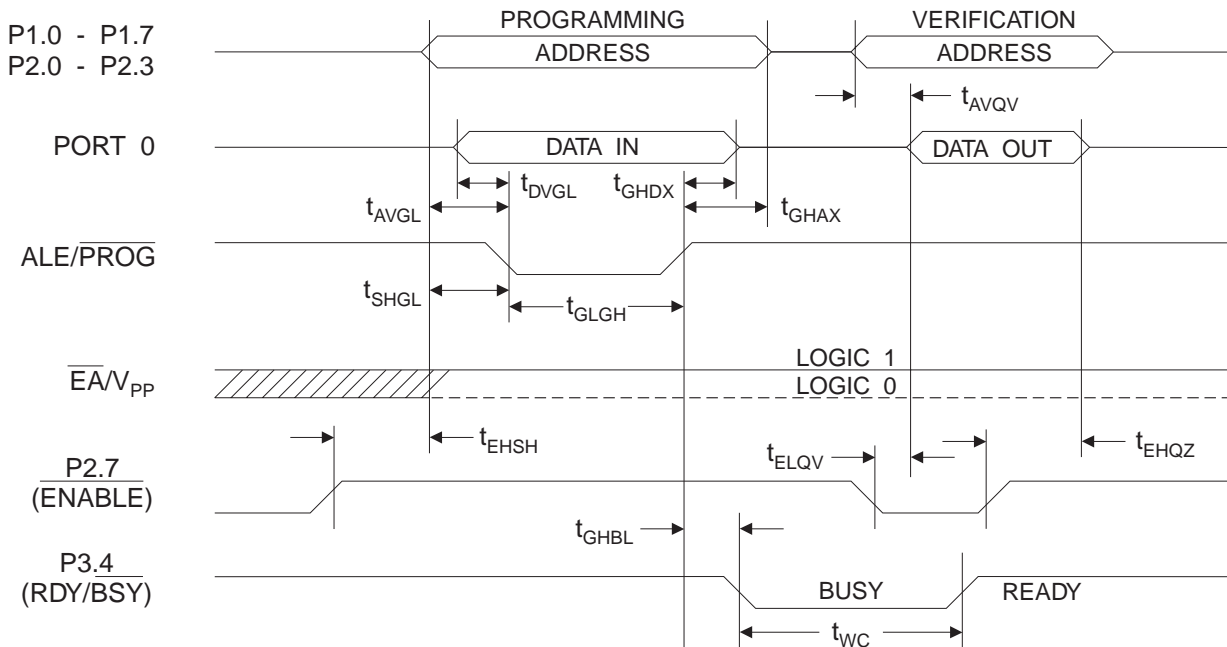 PROGRAMMING
VERIFICATION
P1.0 - P1.7
P2.0 - P2.3
ADDRESS
ADDRESS
tAVQV
PORT 0
DATA IN
DATA OUT
tDVGL
tGHDX
tAVGL
tGHAX
ALE/PROG
tSHGL
tGLGH
LOGIC 1
EA/VPP
LOGIC 0
tEHSH
tELQV
tEHQZ
P2.7
(ENABLE)
tGHBL
P3.4
(RDY/BSY)
BUSY
READY
tWC